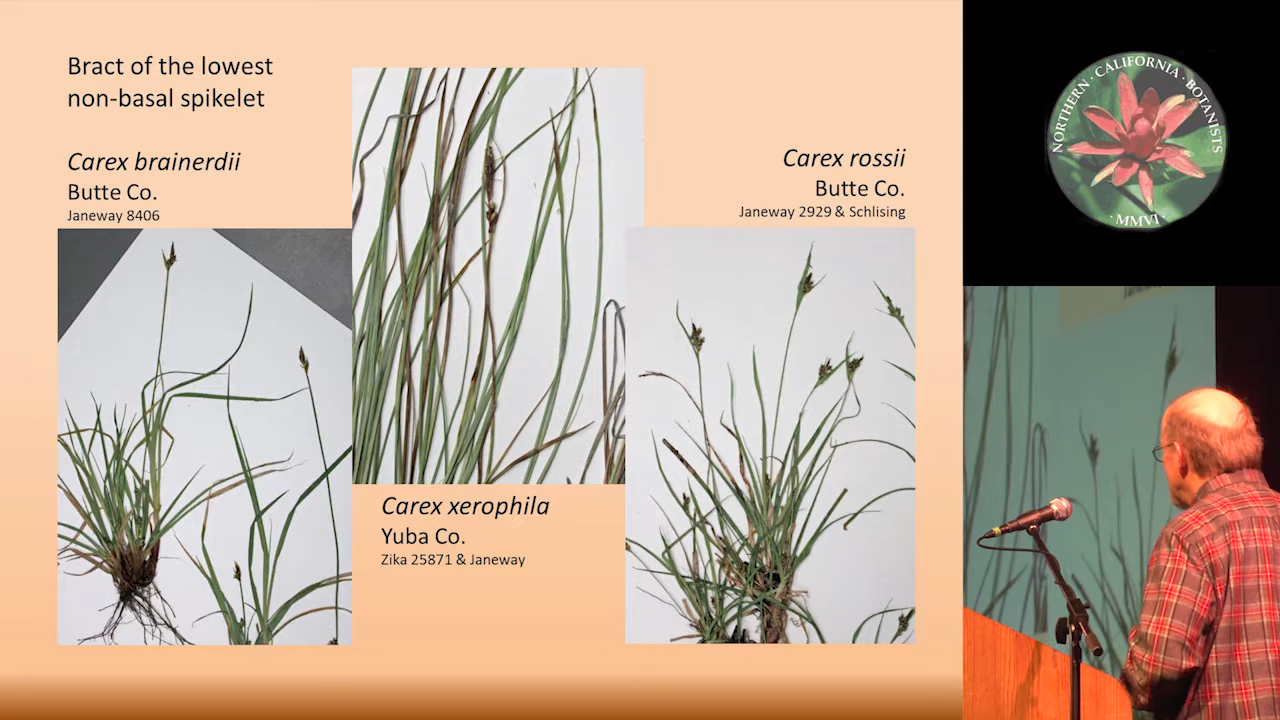 Bract of the lowest
non-basal spikelet
Carex brainerdii
Butte Co.
Janeway 8406
Carex xerophila
Yuba Co.
Zika 25871 & Janeway
Carex rossii
Butte Co.
Janeway 2929 & Schlising
NORTHERN · CALIFORNIA · BOTANISTS
· MMVI ·